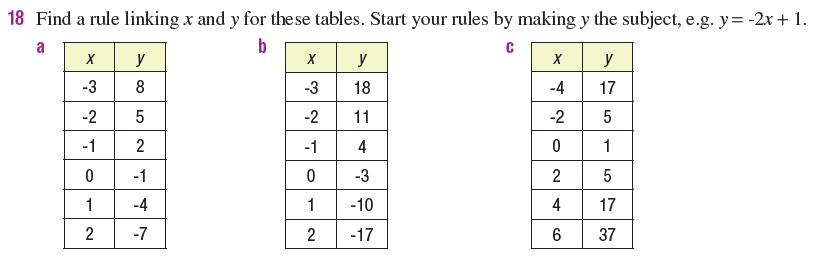 18 Find a rule linking x and y for these tables. Start your rules by making y the subject, e.g. y = -2x + 1.
a b c
x y x y x y
-3 8 -3 18 -4 17
-2 5 -2 11 -2 5
-1 2 -1 4 0 1
0 -1 0 -3 2 5
1 -4 1 -10 4 17
2 -7 2 -17 6 37